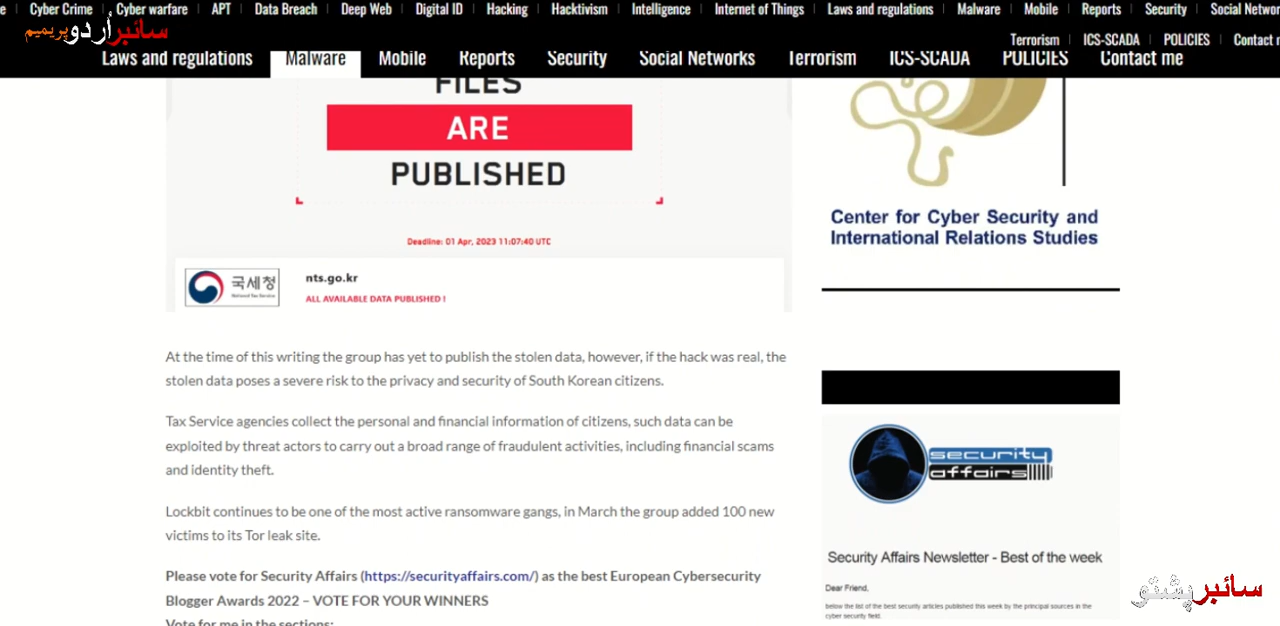 Cyber Crime Cyber warfare APT Data Breach Deep Web Digital ID Hacking Hacktivism Intelligence Internet of Things Laws and regulations Malware Mobile Reports Security Social
Terrorism ICS-SCADA POLICIES Contact
سائبر اُردو پریمیم
Laws and regulations Malware Mobile Reports Security Social Networks Terrorism ICS-SCADA POLICIES Contact me
FILES
ARE
PUBLISHED
Deadline: 01 Apr, 2023 11:07:40 UTC
국세청
National Tax Service
nts.go.kr
ALL AVAILABLE DATA PUBLISHED !
At the time of this writing the group has yet to publish the stolen data, however, if the hack was real, the
stolen data poses a severe risk to the privacy and security of South Korean citizens.
Tax Service agencies collect the personal and financial information of citizens, such data can be
exploited by threat actors to carry out a broad range of fraudulent activities, including financial scams
and identity theft.
Lockbit continues to be one of the most active ransomware gangs, in March the group added 100 new
victims to its Tor leak site.
Please vote for Security Affairs (https://securityaffairs.com/) as the best European Cybersecurity
Blogger Awards 2022 – VOTE FOR YOUR WINNERS
Vote for me in the sections:
Center for Cyber Security and
International Relations Studies
security
affairs
Security Affairs Newsletter - Best of the week
Dear Friend,
below the list of the best security articles published this week by the principal sources in the
cyber security field.
سائبر پشتو